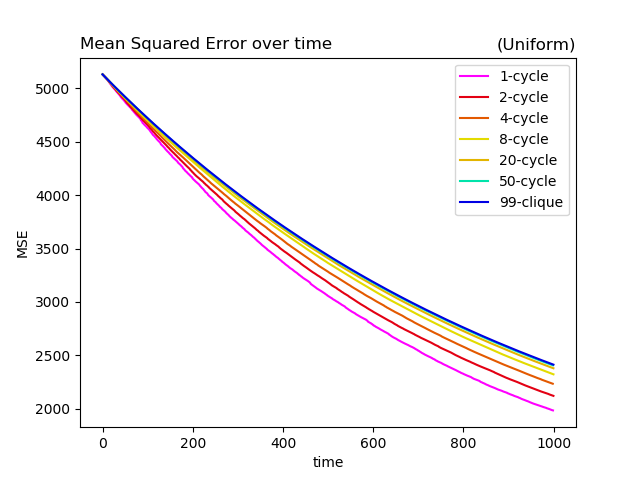 Mean Squared Error over time
(Uniform)
1-cycle
2-cycle
4-cycle
8-cycle
20-cycle
50-cycle
99-clique
MSE
5000
4500
4000
3500
3000
2500
2000
0
200
400
600
800
1000
time